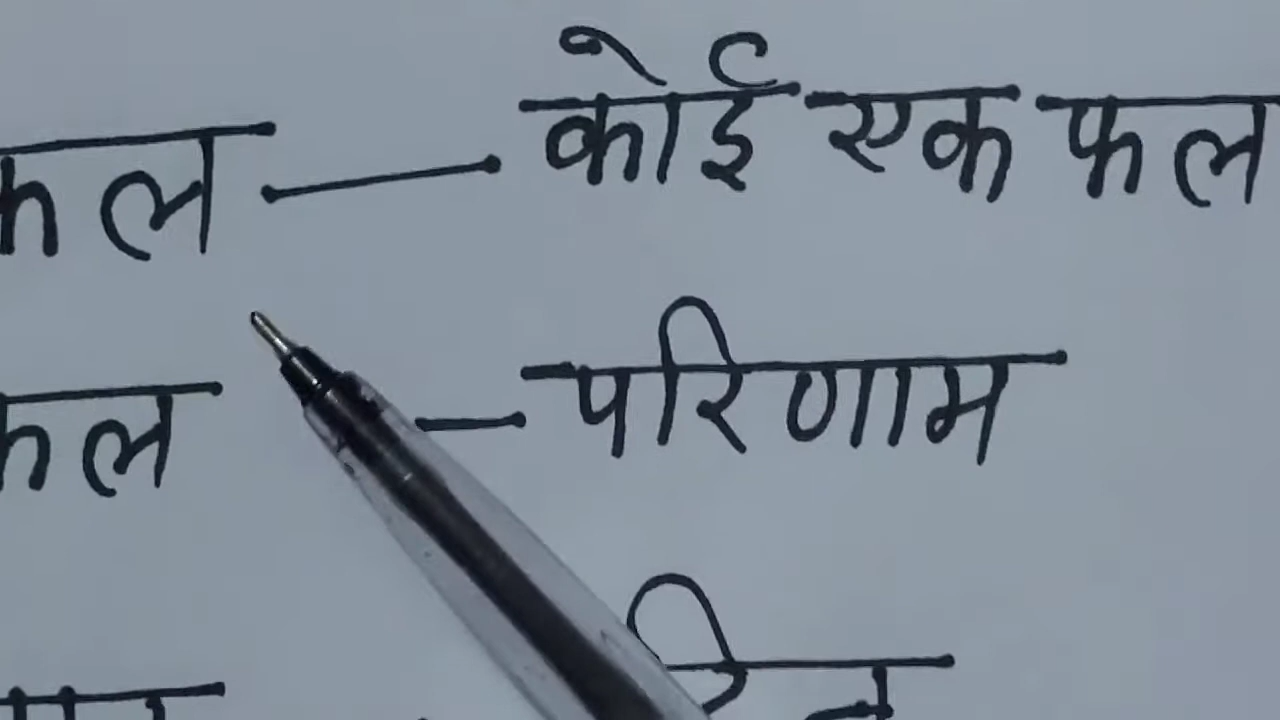 फल — कोई एक फल
फल — परिणाम